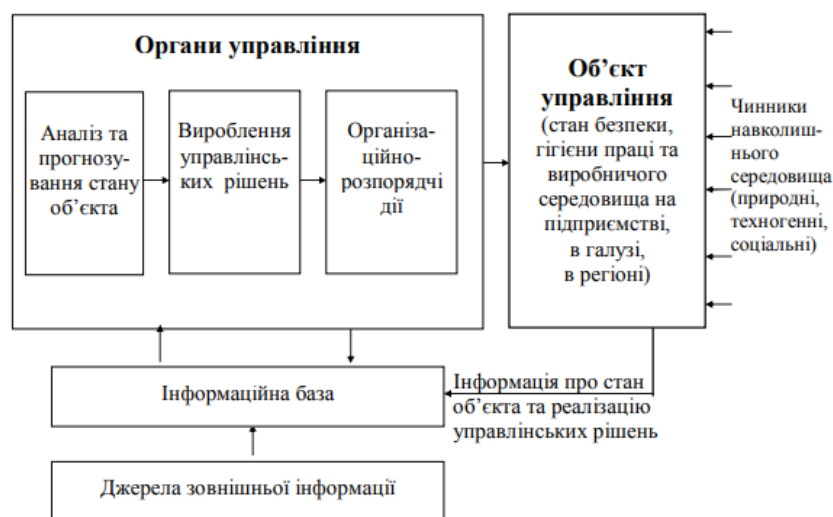 Органи управління
Аналіз та
прогнозу-
вання стану
об’єкта
Вироблення
управлінсь-
ких рішень
Організа-
ційно-
розпорядчі
дії
Об’єкт
управління
(стан безпеки,
гігієни праці та
виробничого
середовища на
підприємстві,
в галузі,
в регіоні)
Чинники
навколиш-
нього
середовища
(природні,
техногенні,
соціальні)
Інформаційна база
Інформація про стан
об’єкта та реалізацію
управлінських рішень
Джерела зовнішньої інформації